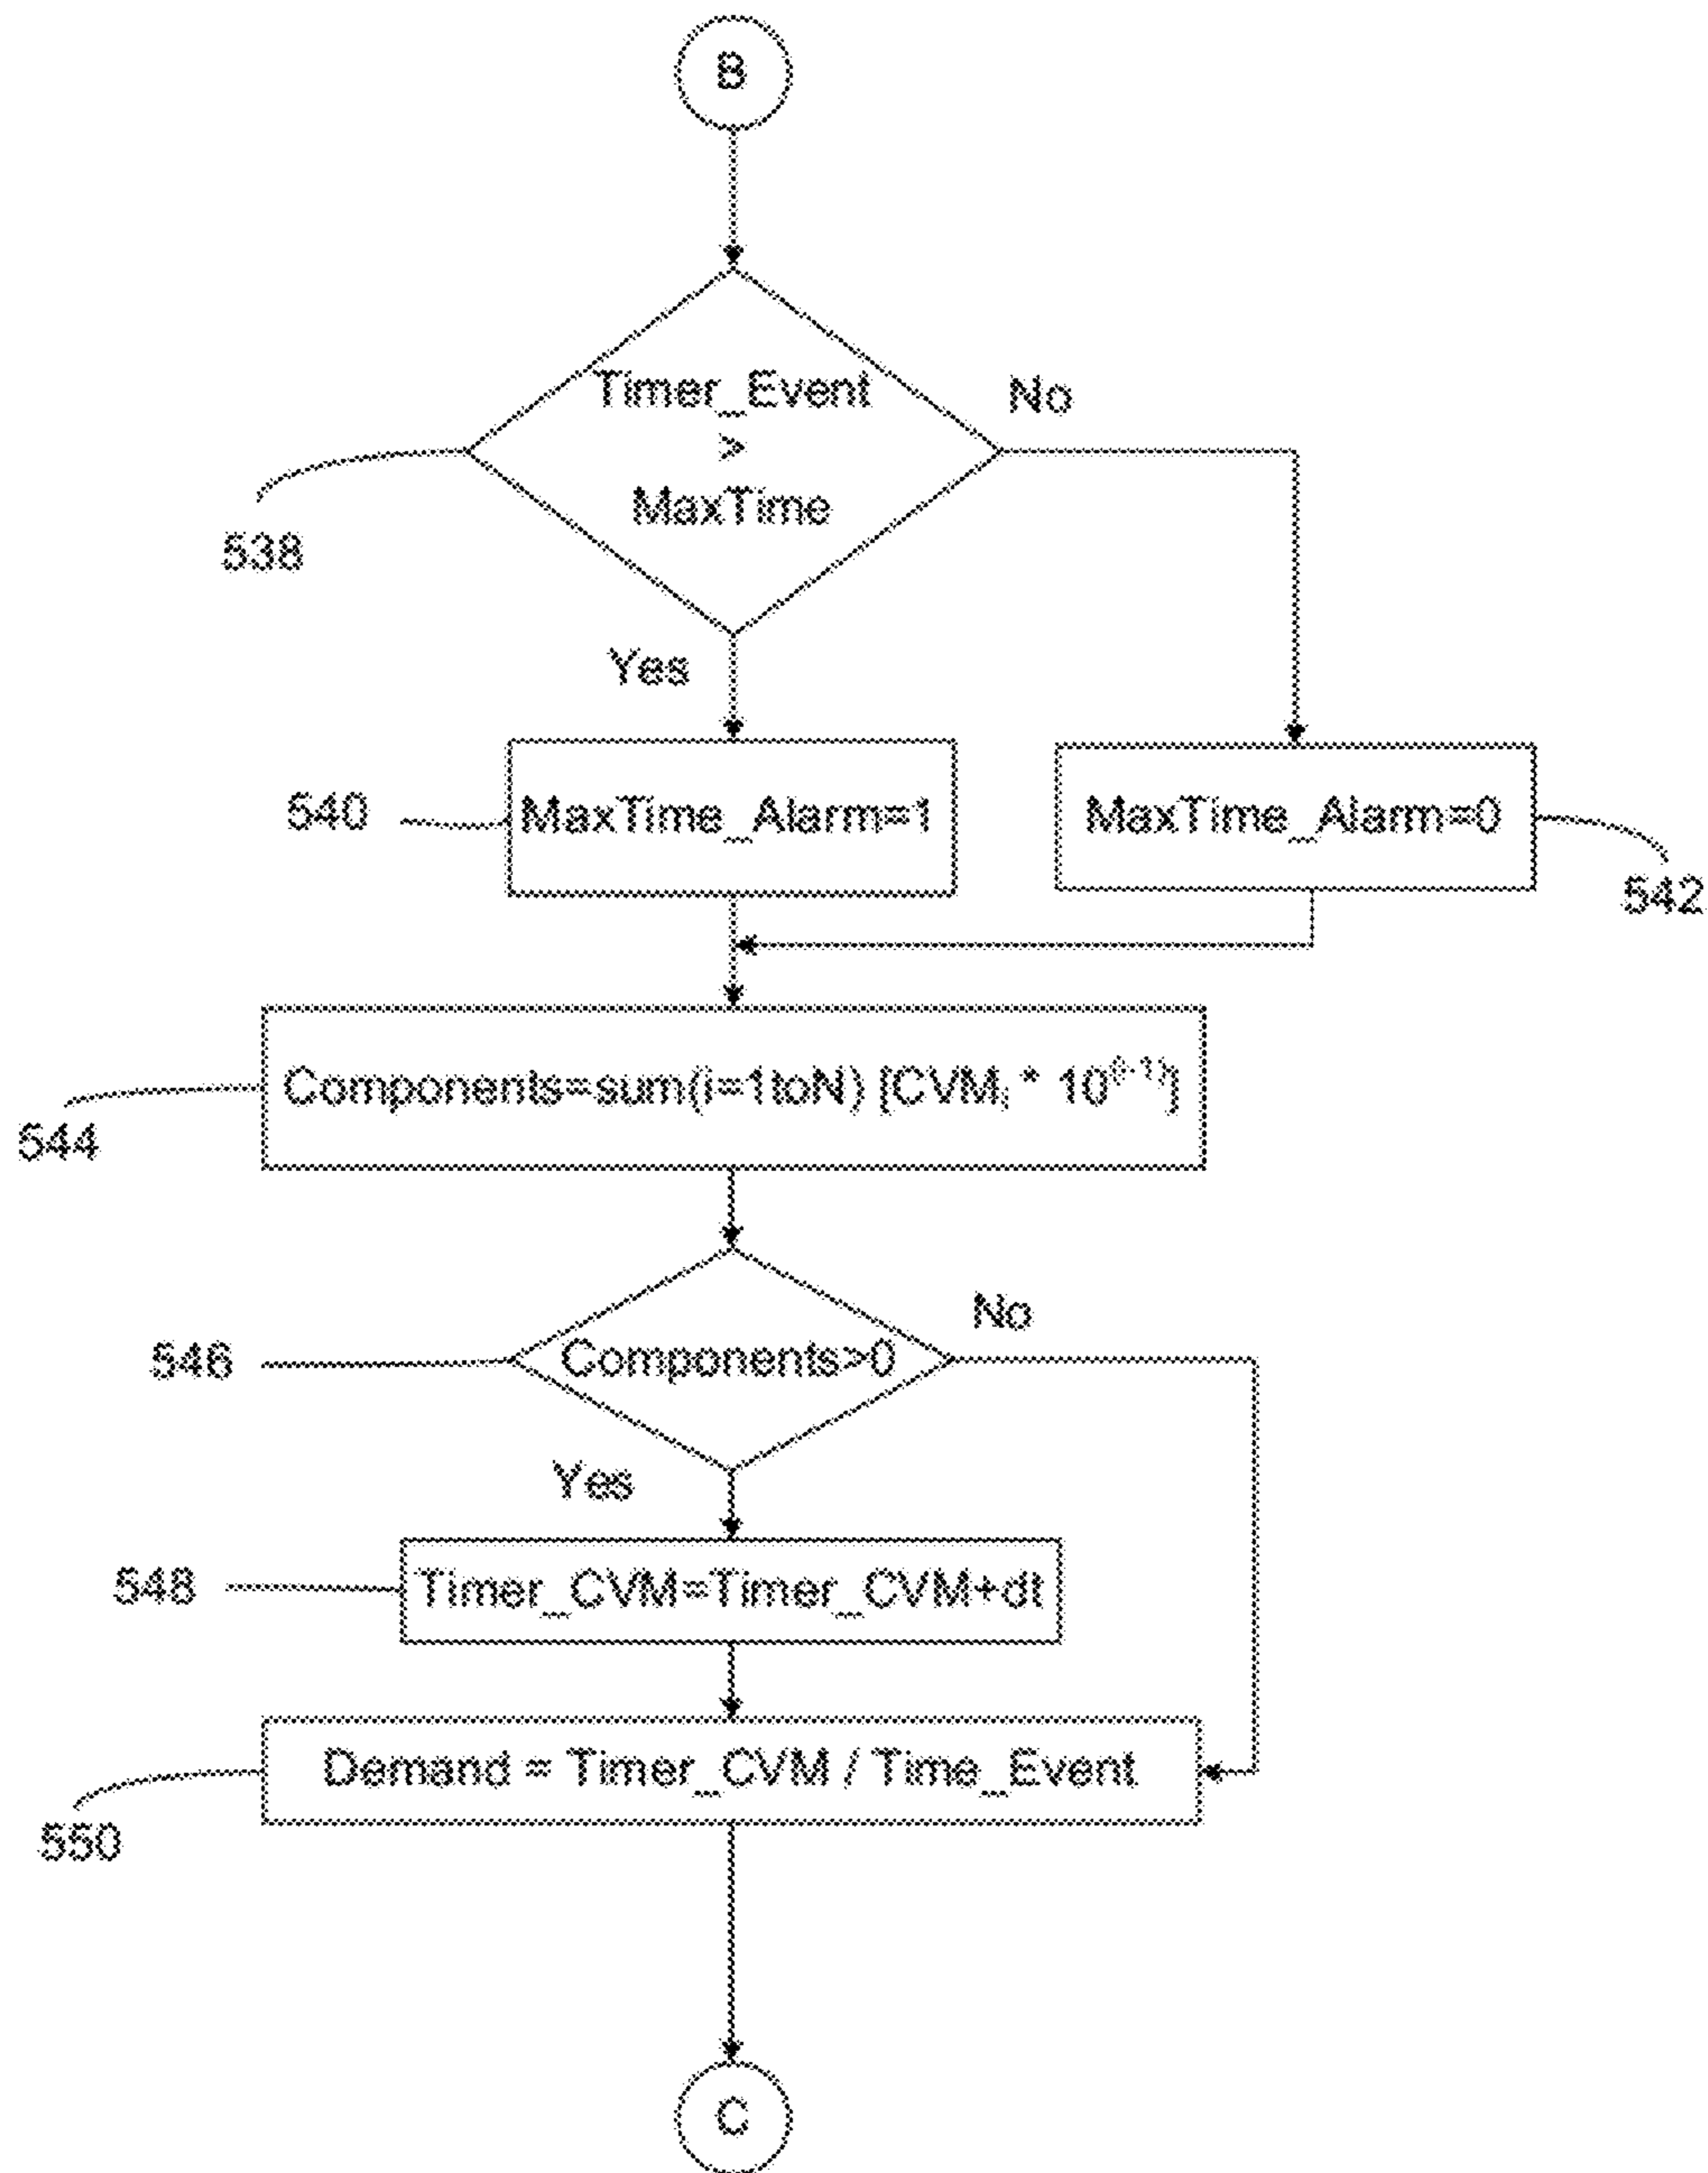 B
Timer_Event
>
MaxTime
No
538
Yes
540
MaxTime_Alarm=1
MaxTime_Alarm=0
542
Components=sum(i=1toN) [CVMᵢ * 10⁽ⁱ⁻¹⁾]
544
No
546
Components>0
Yes
548
Timer_CVM=Timer_CVM+dt
Demand = Timer_CVM / Time_Event
550
C